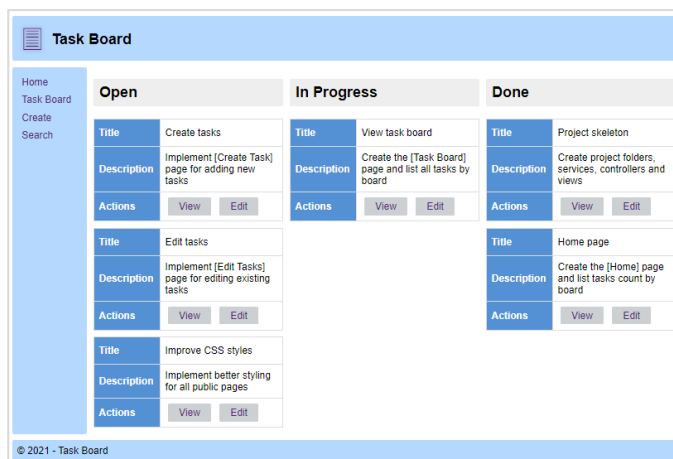 Task Board
Home
Task Board
Create
Search
Open
Title
Create tasks
Description
Implement [Create Task]
page for adding new
tasks
Actions
View
Edit
Title
Edit tasks
Description
Implement [Edit Tasks]
page for editing existing
tasks
Actions
View
Edit
Title
Improve CSS styles
Description
Implement better styling
for all public pages
Actions
View
Edit
In Progress
Title
View task board
Description
Create the [Task Board]
page and list all tasks by
board
Actions
View
Edit
Done
Title
Project skeleton
Description
Create project folders,
services, controllers and
views
Actions
View
Edit
Title
Home page
Description
Create the [Home] page
and list tasks count by
board
Actions
View
Edit
© 2021 - Task Board